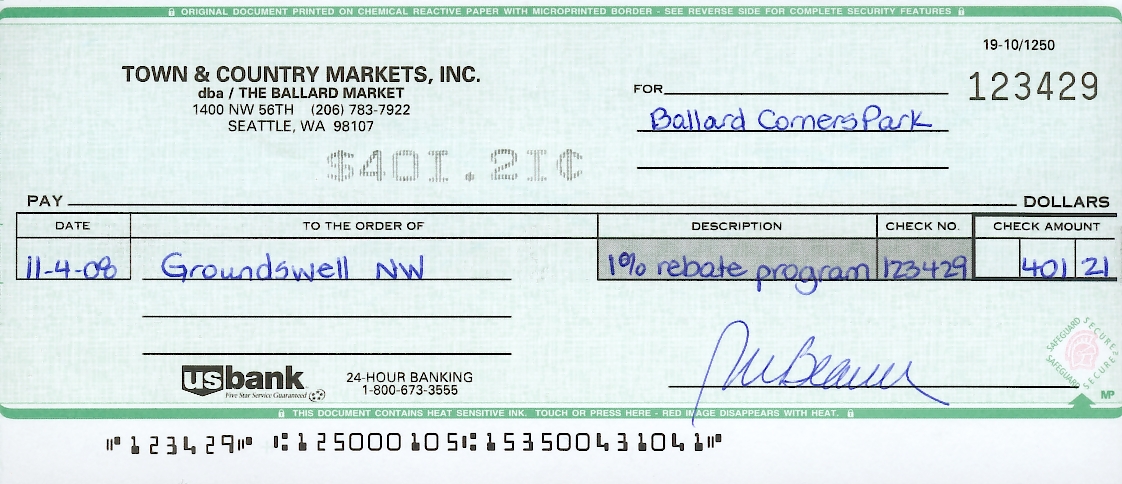 ORIGINAL DOCUMENT PRINTED ON CHEMICAL REACTIVE PAPER WITH MICROPRINTED BORDER - SEE REVERSE SIDE FOR COMPLETE SECURITY FEATURES
19-10/1250
TOWN & COUNTRY MARKETS, INC.
dba / THE BALLARD MARKET
1400 NW 56TH (206) 783-7922
SEATTLE, WA 98107
FOR
123429
Ballard Corners Park
$401.21¢
PAY DOLLARS
DATE TO THE ORDER OF DESCRIPTION CHECK NO. CHECK AMOUNT
11-4-08 Groundswell NW 1% rebate program 123429 401 21
usbank
Five Star Service Guaranteed
24-HOUR BANKING
1-800-673-3555
SAFEGUARD SECURE
SAFEGUARD SECURE
MP
THIS DOCUMENT CONTAINS HEAT SENSITIVE INK. TOUCH OR PRESS HERE - RED IMAGE DISAPPEARS WITH HEAT.
⑈123429⑈ ⑆125000105⑆153500431041⑈